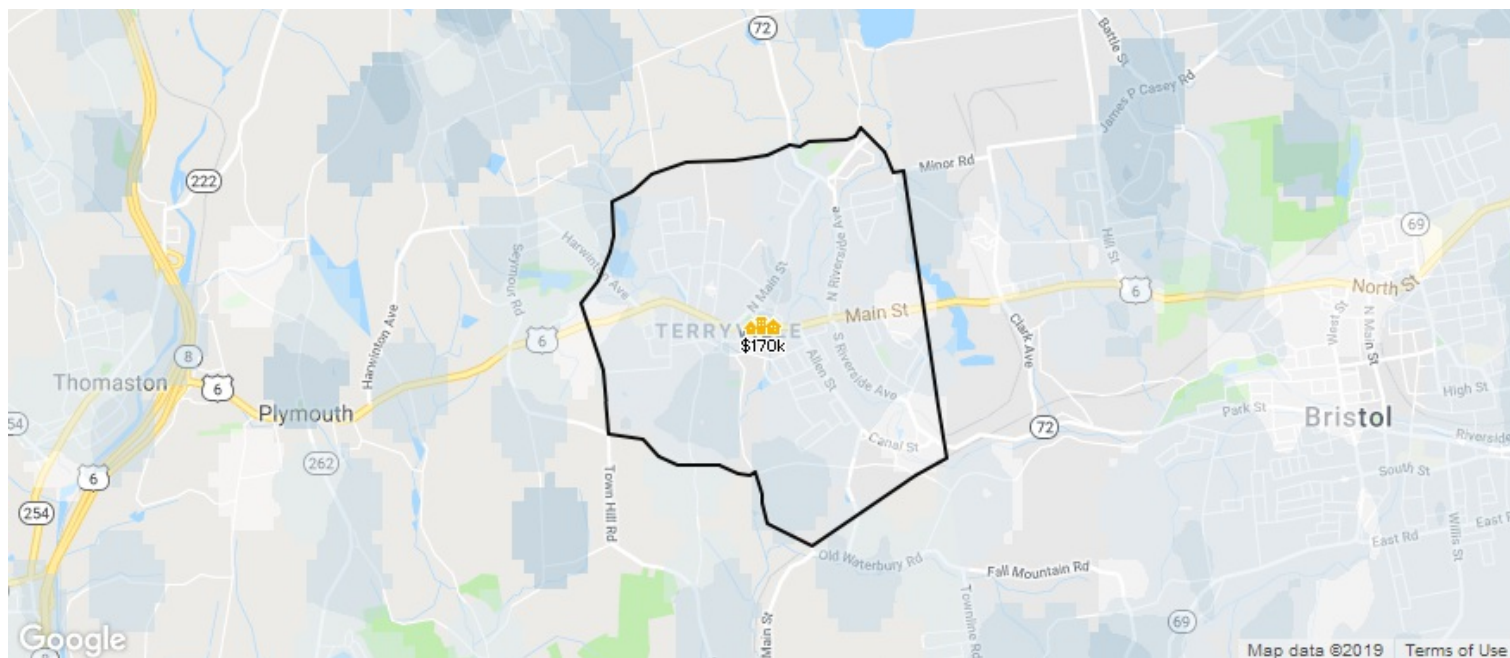 72
Battle St
James P Casey Rd
222
Minor Rd
69
Seymour Rd
Harwinton Ave
N Riverside Ave
Hill St
N Main St
6
North St
Main St
West St
N Main St
TERRYVILLE
$170k
6
Clark Ave
8
Harwinton Ave
Thomaston
6
Allen St
S Riverside Ave
High St
Plymouth
Park St
Bristol
54
72
Canal St
Riverside
262
6
South St
Town Hill Rd
254
Willis St
East Rd
East Rd
Old Waterbury Rd
Fall Mountain Rd
Townline Rd
69
Main St
Google
Map data ©2019
Terms of Use